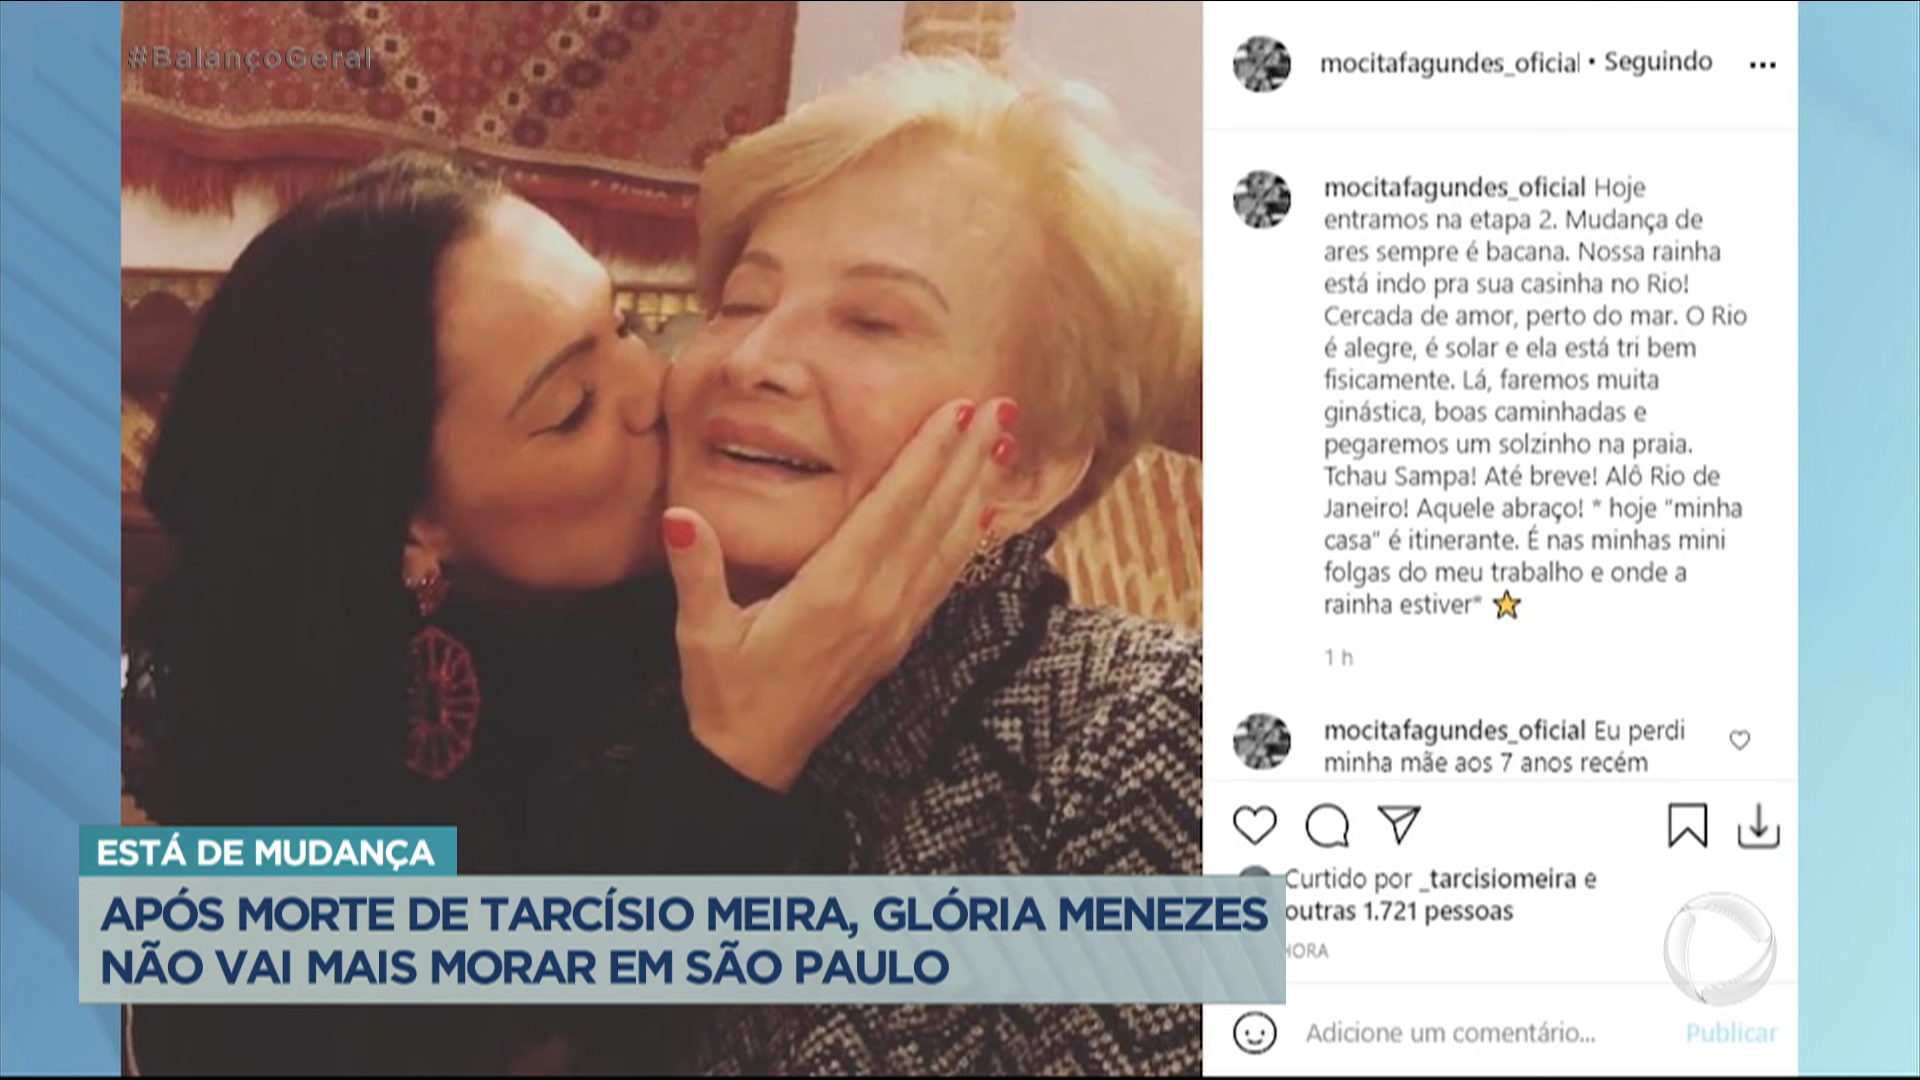 #BalançoGeral
mocitafagundes_oficial • Seguindo ...
mocitafagundes_oficial Hoje
entramos na etapa 2. Mudança de
ares sempre é bacana. Nossa rainha
está indo pra sua casinha no Rio!
Cercada de amor, perto do mar. O Rio
é alegre, é solar e ela está tri bem
fisicamente. Lá, faremos muita
ginástica, boas caminhadas e
pegaremos um solzinho na praia.
Tchau Sampa! Até breve! Alô Rio de
Janeiro! Aquele abraço! * hoje "minha
casa" é itinerante. É nas minhas mini
folgas do meu trabalho e onde a
rainha estiver* ⭐
1 h
mocitafagundes_oficial Eu perdi
minha mãe aos 7 anos recém
Curtido por _tarcisiomeira e
outras 1.721 pessoas
HORA
Adicione um comentário... Publicar
ESTÁ DE MUDANÇA
APÓS MORTE DE TARCÍSIO MEIRA, GLÓRIA MENEZES
NÃO VAI MAIS MORAR EM SÃO PAULO